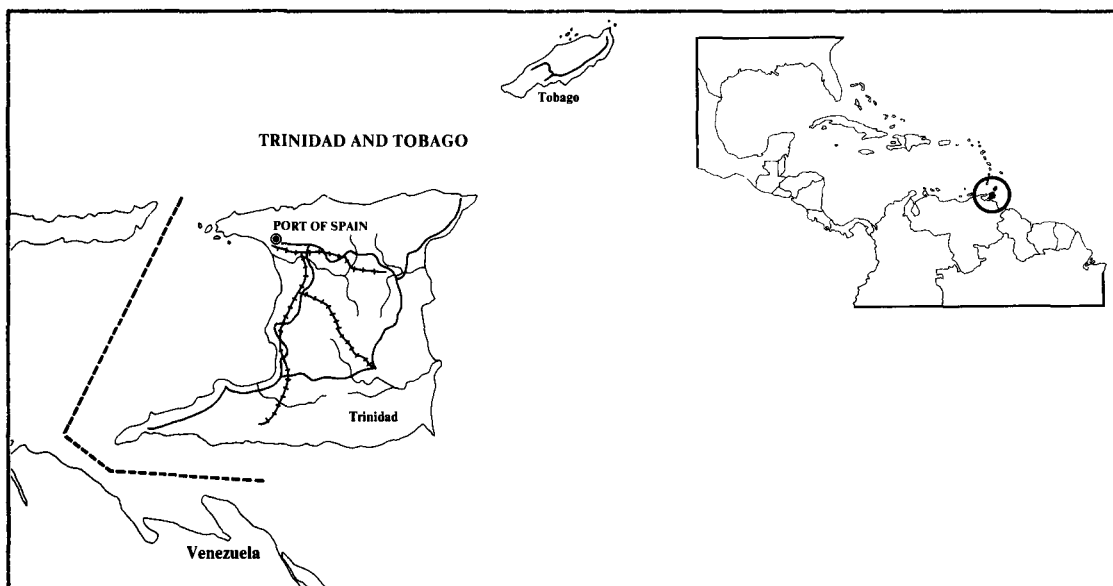 Tobago
TRINIDAD AND TOBAGO
PORT OF SPAIN
Trinidad
Venezuela